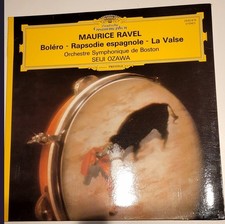 MAURICE RAVEL
Boléro · Rapsodie espagnole · La Valse
Orchestre Symphonique de Boston
SEIJI OZAWA